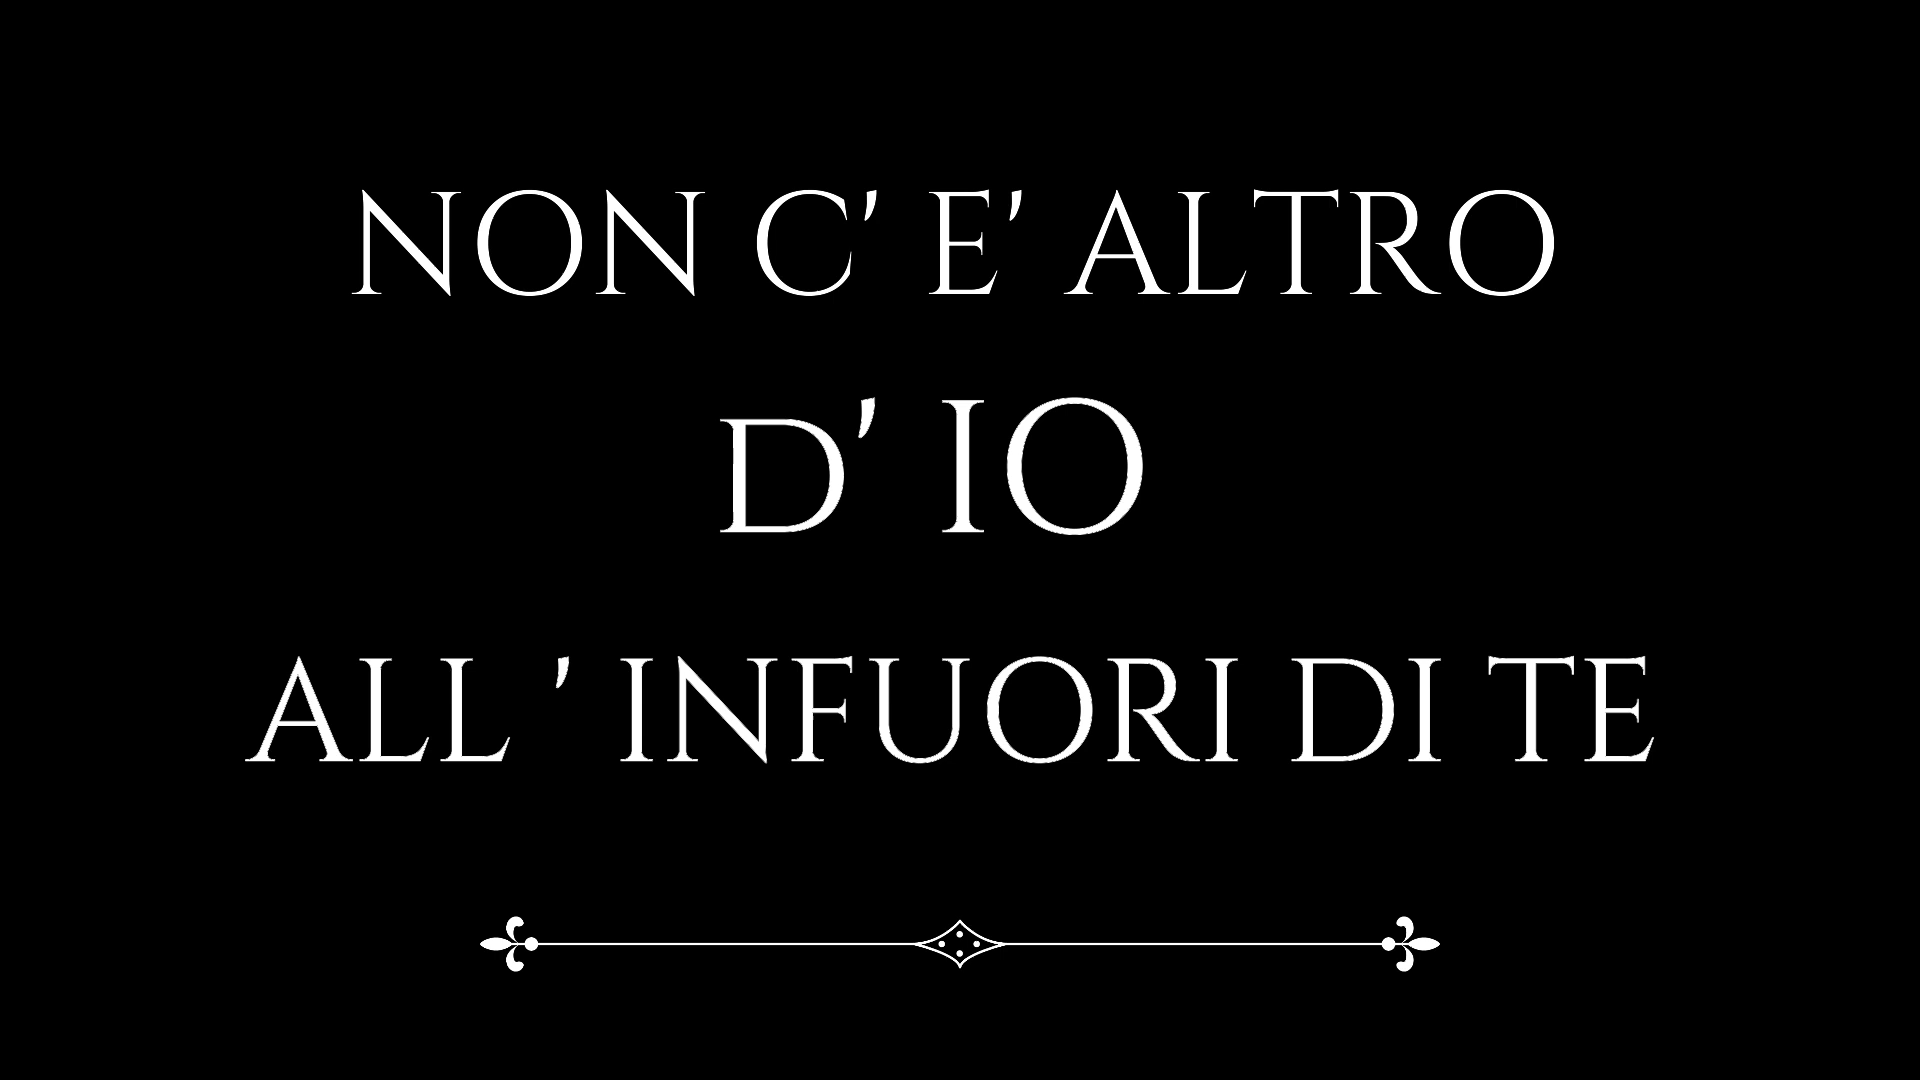 NON C' E' ALTRO
D' IO
ALL ' INFUORI DI TE